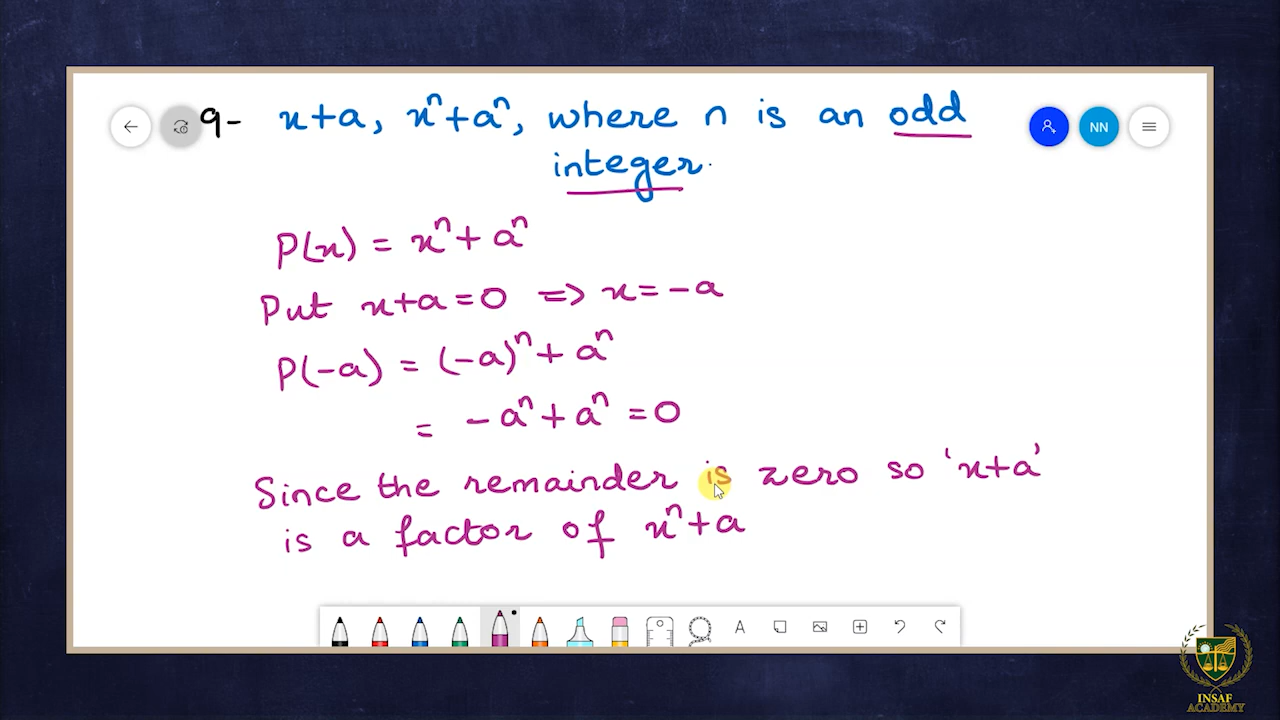 9- x+a, xⁿ+aⁿ, where n is an odd
integer.
NN
P(x) = xⁿ + aⁿ
Put x+a=0 => x=-a
P(-a) = (-a)ⁿ + aⁿ
= -aⁿ + aⁿ = 0
Since the remainder is zero so 'x+a'
is a factor of xⁿ+a
A
INSAF
ACADEMY